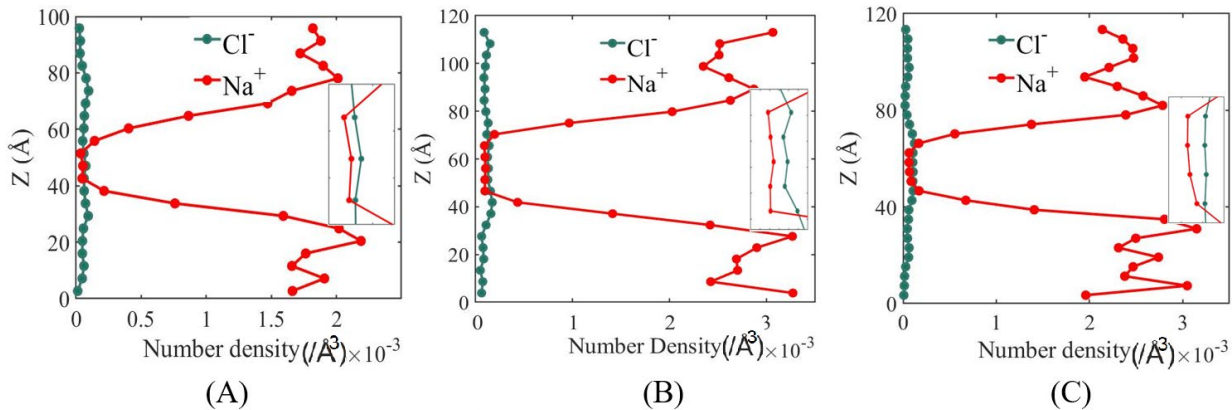 Z (Å)
100
80
60
40
20
0
Cl⁻
Na⁺
0 0.5 1 1.5 2
Number density(/Å³)×10⁻³
(A)
Z (Å)
120
100
80
60
40
20
0
Cl⁻
Na⁺
0 1 2 3
Number Density(/Å³)×10⁻³
(B)
Z (Å)
120
80
40
0
Cl⁻
Na⁺
0 1 2 3
Number density(/Å³)×10⁻³
(C)